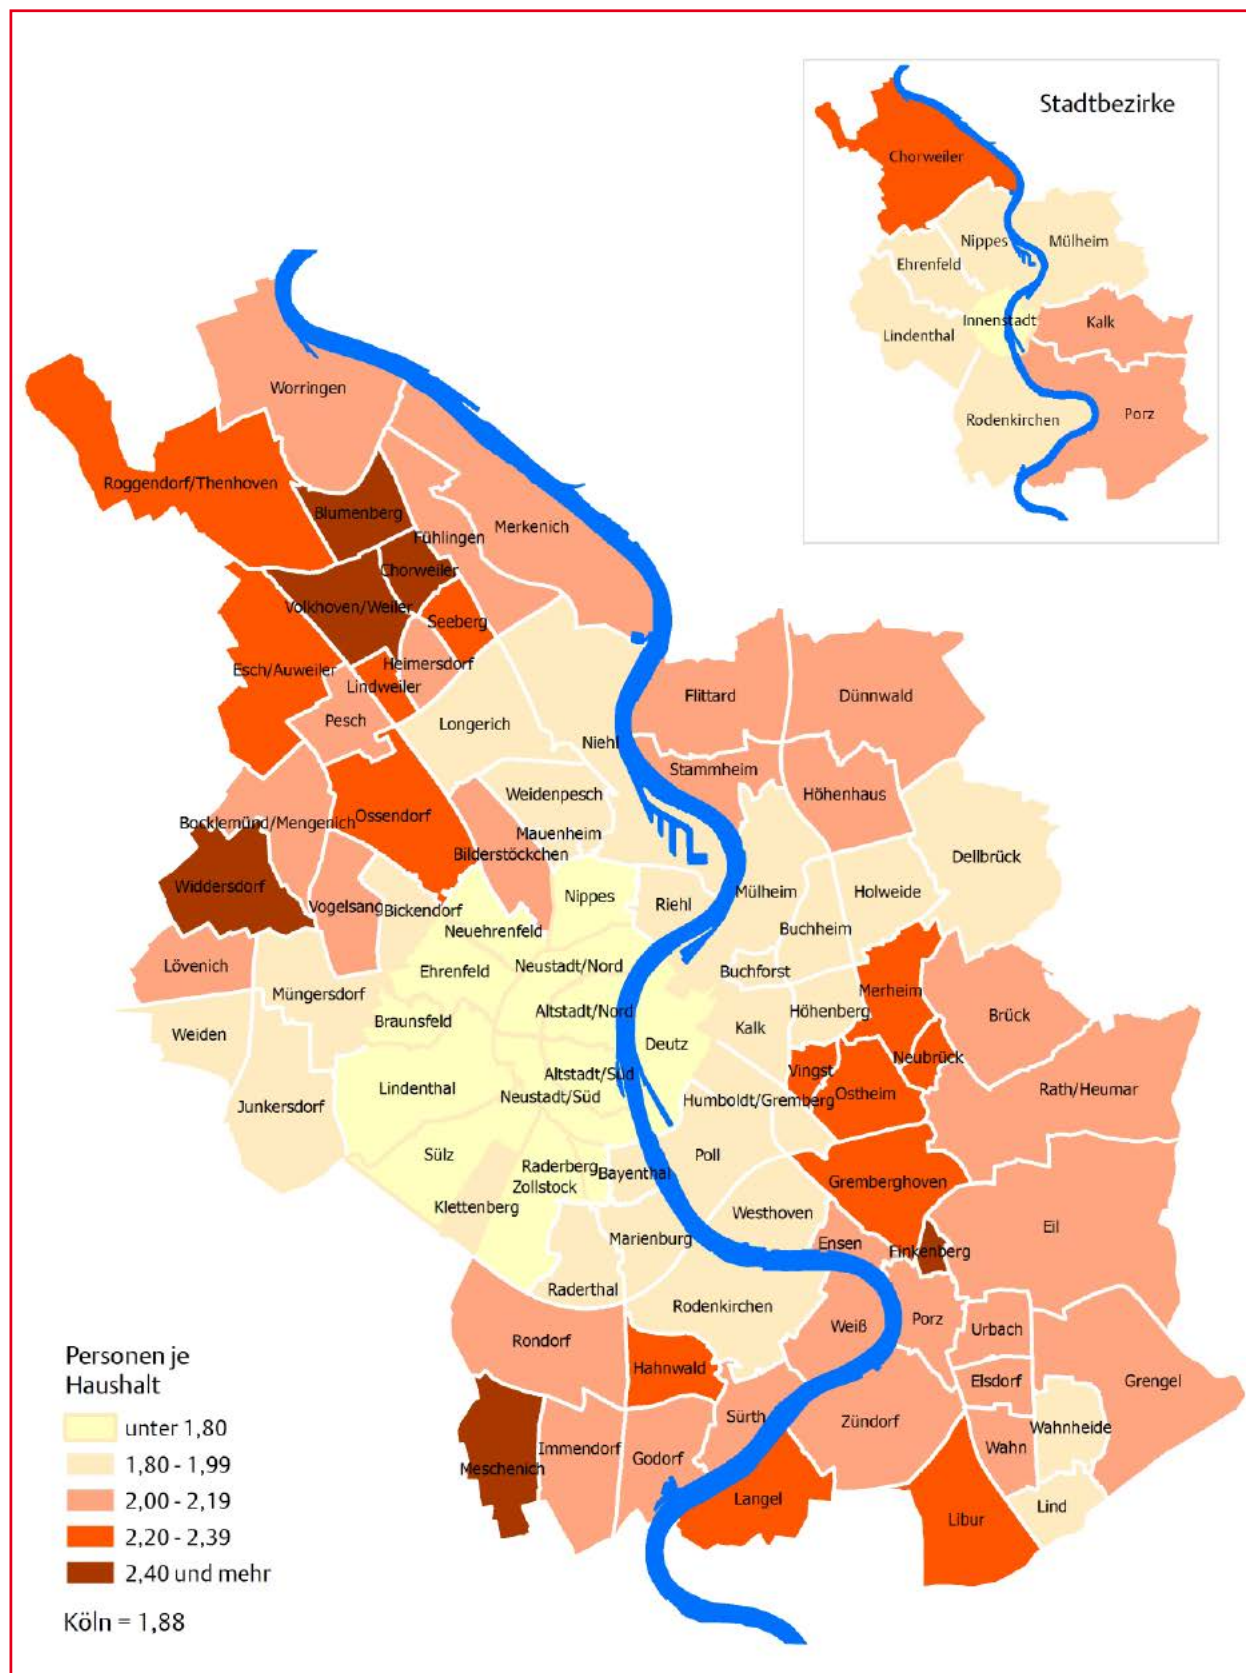 Stadtbezirke
Chorweiler
Nippes
Mülheim
Ehrenfeld
Innenstadt
Kalk
Lindenthal
Rodenkirchen
Porz
Worringen
Roggendorf/Thenhoven
Blumenberg
Fühlingen
Merkenich
Chorweiler
Volkhoven/Weiler
Seeberg
Heimersdorf
Esch/Auweiler
Lindweiler
Pesch
Longerich
Flittard
Dünnwald
Niehl
Stammheim
Höhenhaus
Weidenpesch
Bocklemünd/Mengenich
Ossendorf
Mauenheim
Bilderstöckchen
Dellbrück
Widdersdorf
Nippes
Riehl
Mülheim
Holweide
Vogelsang
Bickendorf
Neuehrenfeld
Buchheim
Lövenich
Ehrenfeld
Neustadt/Nord
Buchforst
Müngersdorf
Merheim
Altstadt/Nord
Höhenberg
Brück
Braunsfeld
Kalk
Weiden
Deutz
Neubrück
Altstadt/Süd
Vingst
Lindenthal
Neustadt/Süd
Humboldt/Gremberg
Ostheim
Rath/Heumar
Junkersdorf
Sülz
Poll
Raderberg
Bayenthal
Zollstock
Gremberghoven
Klettenberg
Westhoven
Eil
Marienburg
Ensen
Finkenberg
Raderthal
Rodenkirchen
Weiß
Porz
Urbach
Rondorf
Hahnwald
Elsdorf
Grengel
Sürth
Zündorf
Wahnheide
Immendorf
Godorf
Wahn
Meschenich
Langel
Lind
Libur
Personen je
Haushalt
unter 1,80
1,80 - 1,99
2,00 - 2,19
2,20 - 2,39
2,40 und mehr
Köln = 1,88